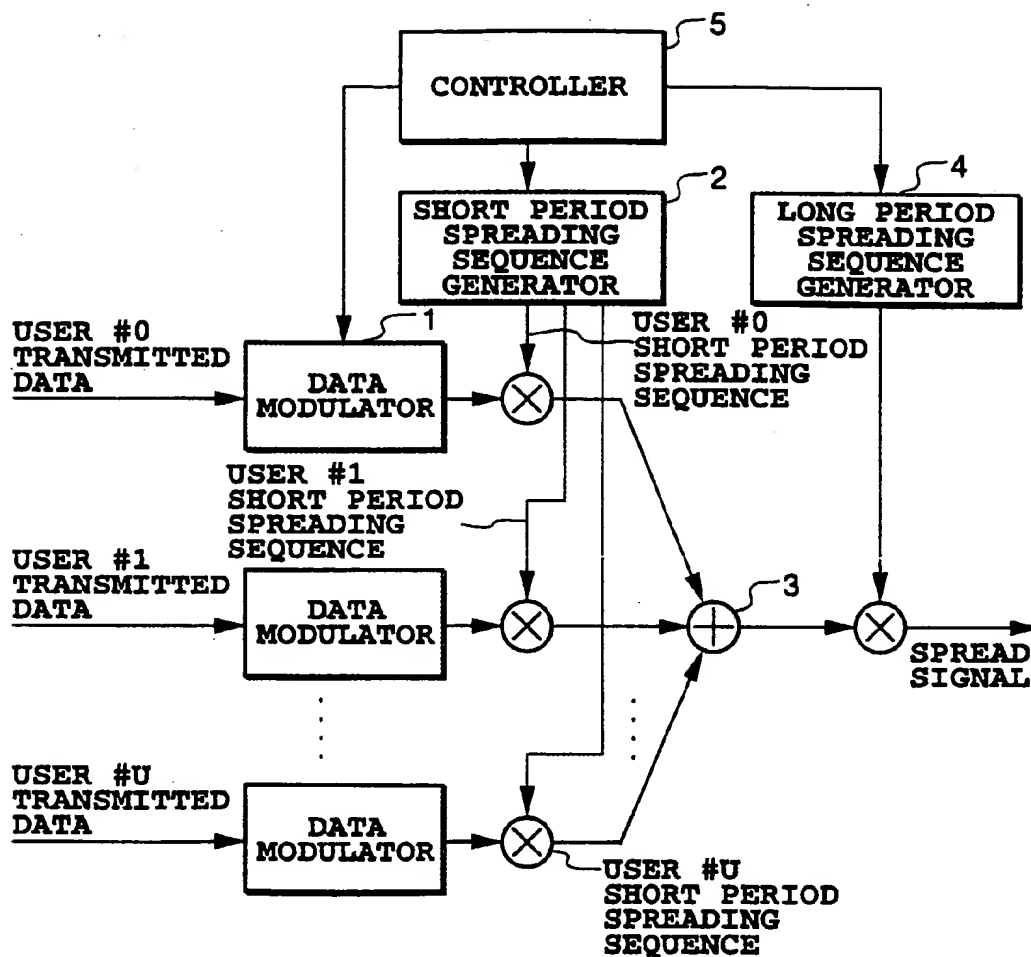 5
CONTROLLER
2
SHORT PERIOD
SPREADING
SEQUENCE
GENERATOR
4
LONG PERIOD
SPREADING
SEQUENCE
GENERATOR
USER #0
TRANSMITTED
DATA
1
DATA
MODULATOR
USER #0
SHORT PERIOD
SPREADING
SEQUENCE
USER #1
SHORT PERIOD
SPREADING
SEQUENCE
USER #1
TRANSMITTED
DATA
DATA
MODULATOR
3
SPREAD
SIGNAL
USER #U
TRANSMITTED
DATA
DATA
MODULATOR
USER #U
SHORT PERIOD
SPREADING
SEQUENCE